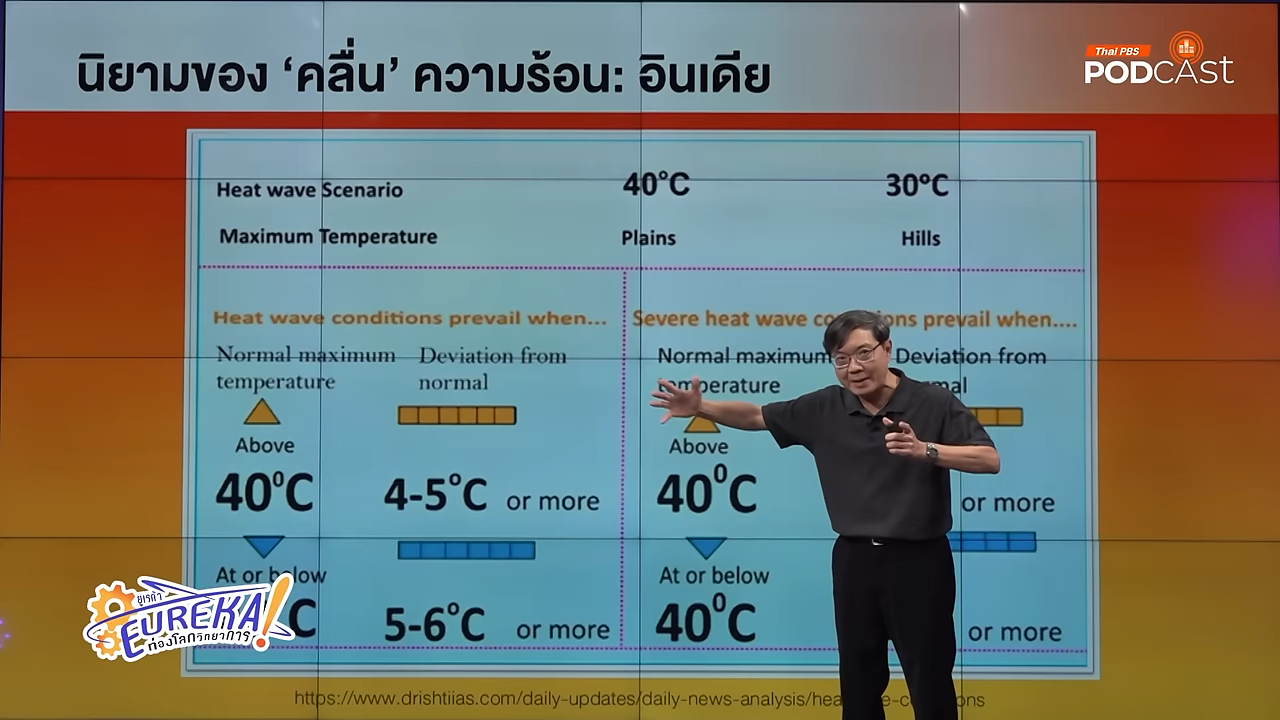 นิยามของ ‘คลื่น’ ความร้อน: อินเดีย
Thai PBS
PODCAST
Heat wave Scenario 40°C 30°C
Maximum Temperature Plains Hills
Heat wave conditions prevail when... Severe heat wave prevail when....
Normal maximum Deviation from Normal maximum Deviation from
temperature normal temperature
Above Above
40°C 4-5°C or more 40°C or more
At or below At or below
5-6°C or more 40°C or more
ยูเรก้า
EUREKA!
ท่องโลกวิทยาการ
https://www.drishtiias.com/daily-updates/daily-news-analysis/